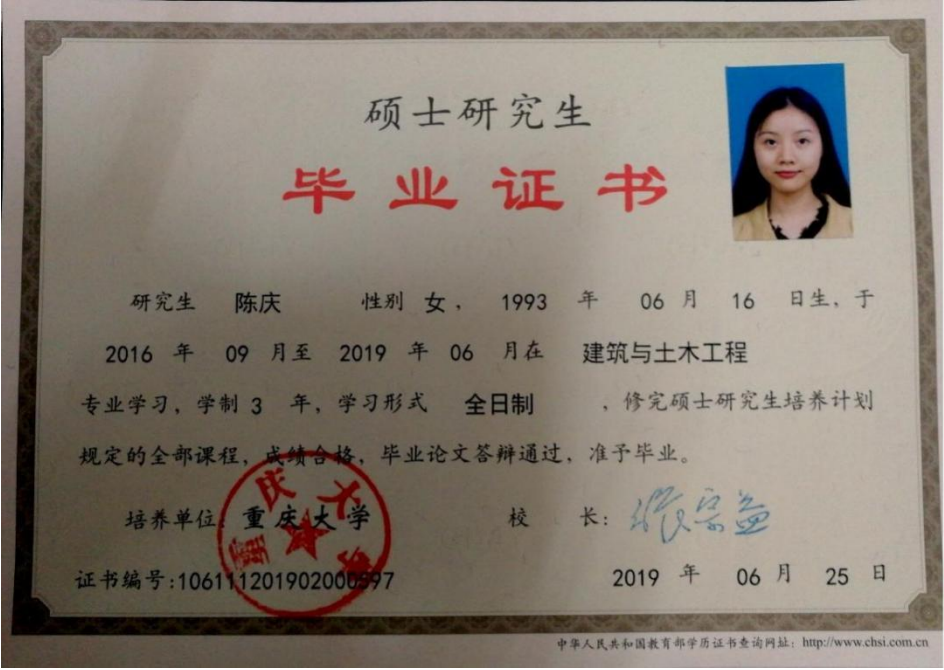 硕士研究生
毕业证书
研究生 陈庆 性别 女， 1993 年 06 月 16 日生，于
2016 年 09 月至 2019 年 06 月在 建筑与土木工程
专业学习，学制 3 年，学习形式 全日制 ，修完硕士研究生培养计划
规定的全部课程，成绩合格，毕业论文答辩通过，准予毕业。
培养单位：重庆大学 校 长：张宗益
重庆大学
证书编号:106111201902000597 2019 年 06 月 25 日
中华人民共和国教育部学历证书查询网址：http://www.chsi.com.cn